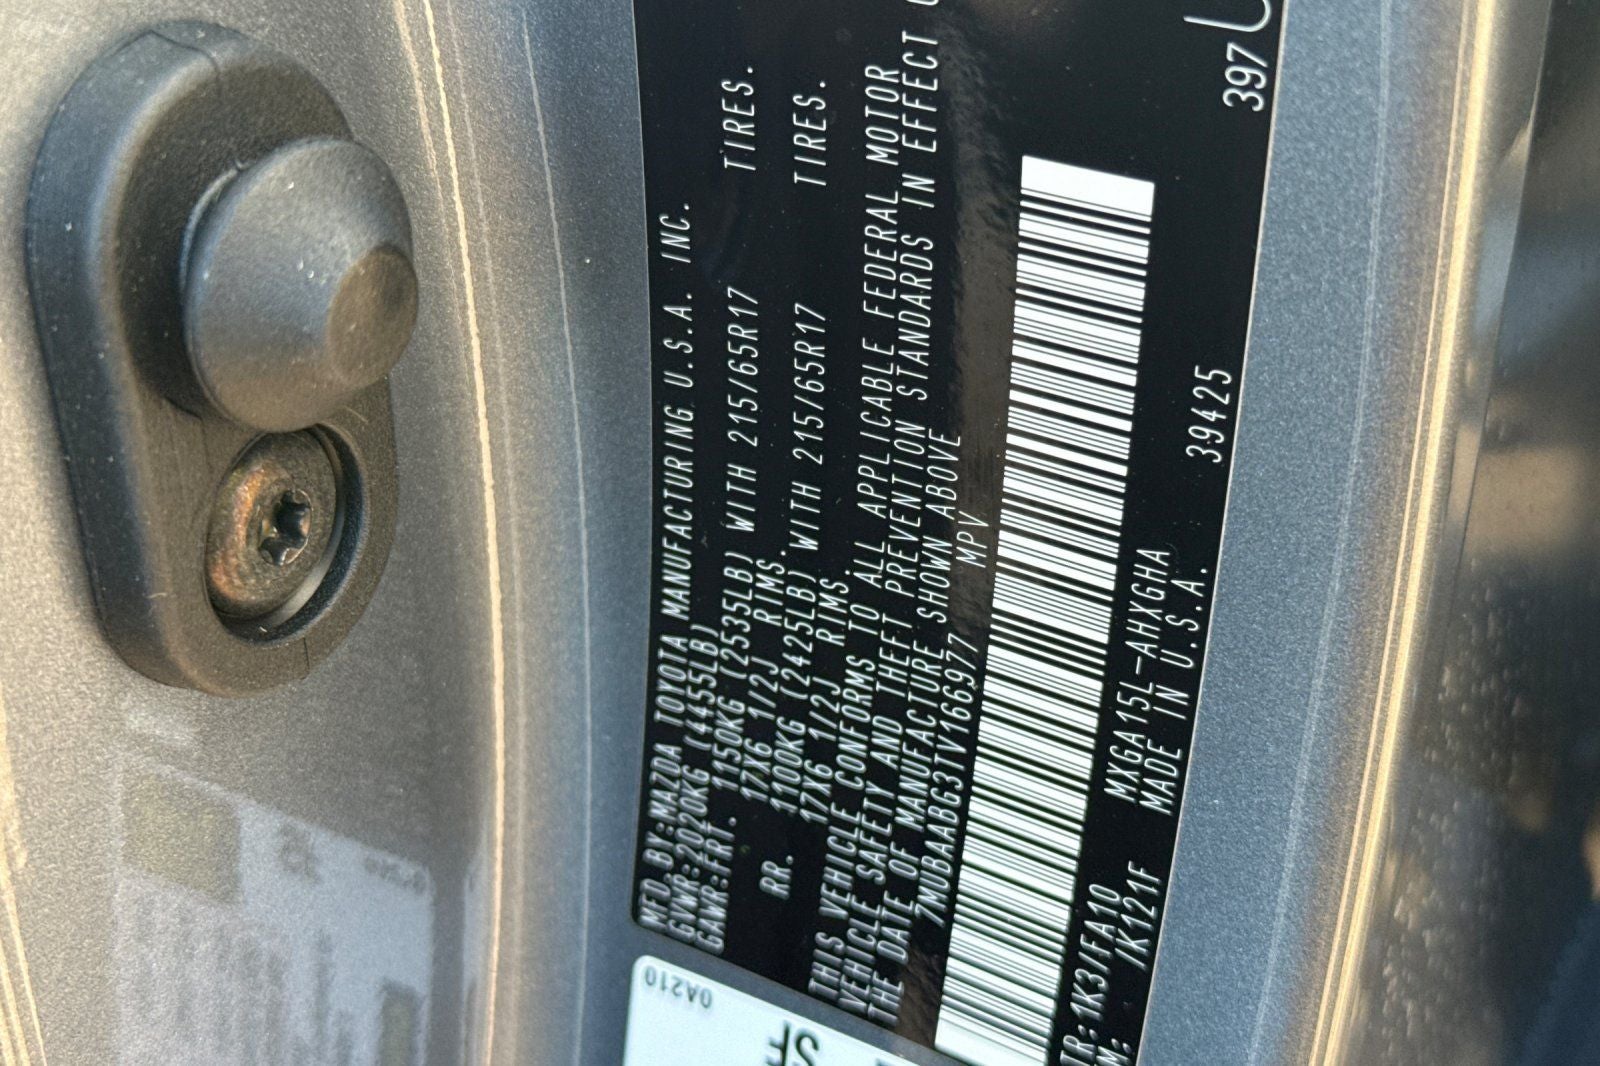 MFD.BY:MAZDA TOYOTA MANUFACTURING U.S.A. INC.
GVWR:2020KG (4455LB)
GAWR:FRT. 1150KG (2535LB) WITH 215/65R17 TIRES.
17X6 1/2J RIMS.
RR. 1100KG (2425LB) WITH 215/65R17 TIRES.
17X6 1/2J RIMS.
THIS VEHICLE CONFORMS TO ALL APPLICABLE FEDERAL MOTOR
VEHICLE SAFETY AND THEFT PREVENTION STANDARDS IN EFFECT
THE DATE OF MANUFACTURE SHOWN ABOVE
7MUBAABG3TV166977 MPV
TR:1K3/FA10 MXGA15L-AHXGHA 39425 397
M: /K121F MADE IN U.S.A.
0A210
SF